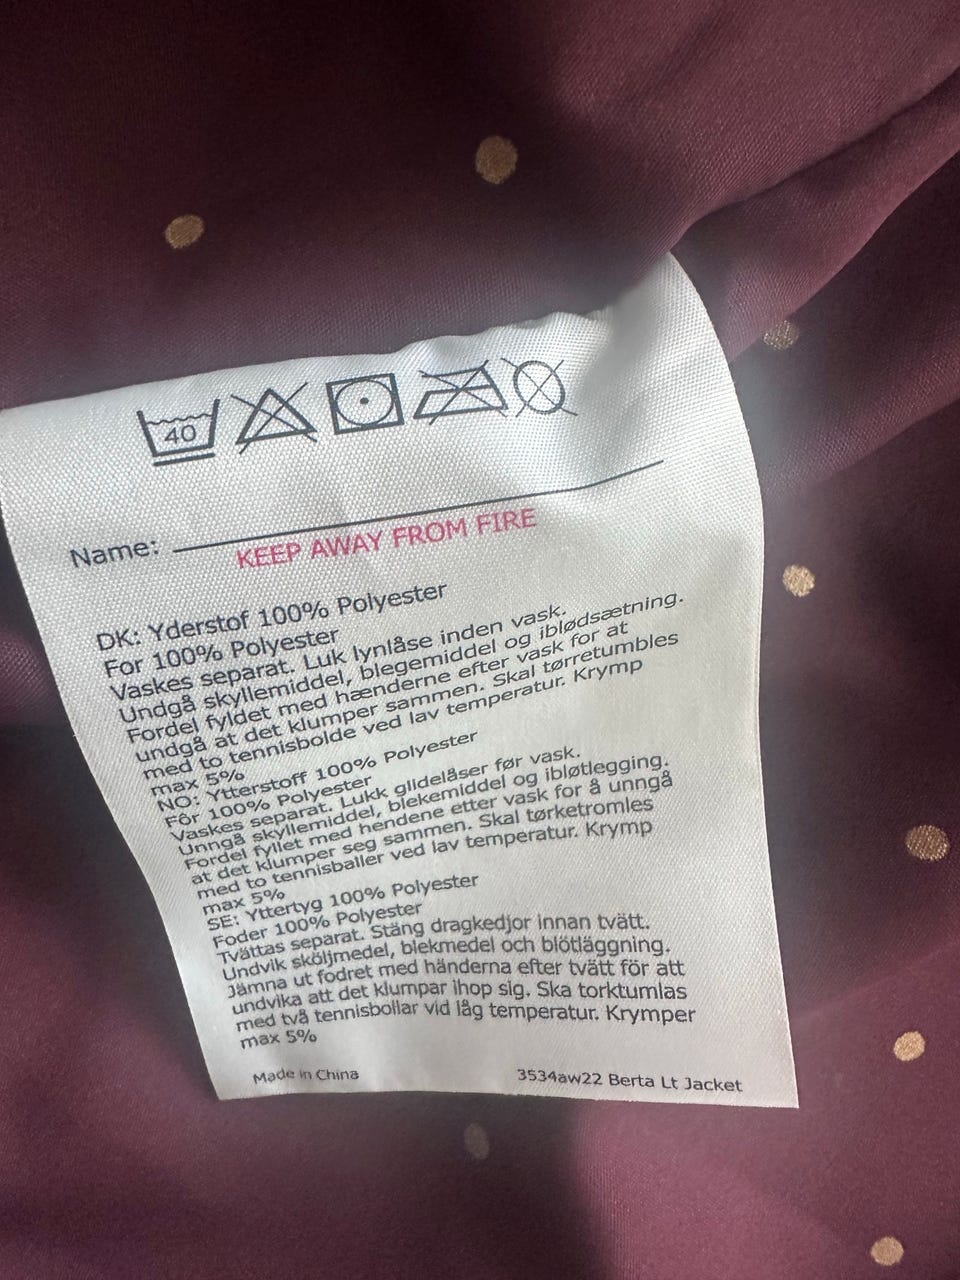 40
Name:
KEEP AWAY FROM FIRE
DK: Yderstof 100% Polyester
For 100% Polyester
Vaskes separat. Luk lynlåse inden vask.
Undgå skyllemiddel, blegemiddel og iblødsætning.
Fordel fyldet med hænderne efter vask for at
undgå at det klumper sammen. Skal tørretumbles
med to tennisbolde ved lav temperatur. Krymp
max 5%
NO: Ytterstoff 100% Polyester
Fôr 100% Polyester
Vaskes separat. Lukk glidelåser før vask.
Unngå skyllemiddel, blekemiddel og ibløtlegging.
Fordel fyllet med hendene etter vask for å unngå
at det klumper seg sammen. Skal tørketromles
med to tennisballer ved lav temperatur. Krymp
max 5%
SE: Yttertyg 100% Polyester
Foder 100% Polyester
Tvättas separat. Stäng dragkedjor innan tvätt.
Undvik sköljmedel, blekmedel och blötläggning.
Jämna ut fodret med händerna efter tvätt för att
undvika att det klumpar ihop sig. Ska torktumlas
med två tennisbollar vid låg temperatur. Krymper
max 5%
Made in China
3534aw22 Berta Lt Jacket